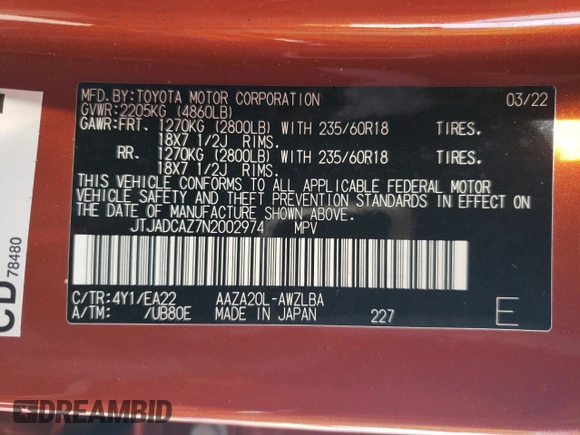 MFD.BY:TOYOTA MOTOR CORPORATION 03/22
GVWR:2205KG (4860LB)
GAWR:FRT. 1270KG (2800LB) WITH 235/60R18 TIRES.
18X7 1/2J RIMS.
RR. 1270KG (2800LB) WITH 235/60R18 TIRES.
18X7 1/2J RIMS.
THIS VEHICLE CONFORMS TO ALL APPLICABLE FEDERAL MOTOR
VEHICLE SAFETY AND THEFT PREVENTION STANDARDS IN EFFECT ON
THE DATE OF MANUFACTURE SHOWN ABOVE.
JTJADCAZ7N2002974 MPV
C/TR:4Y1/EA22 AAZA20L-AWZLBA
A/TM: /UB80E MADE IN JAPAN 227 E
CD 78480
DREAMBID